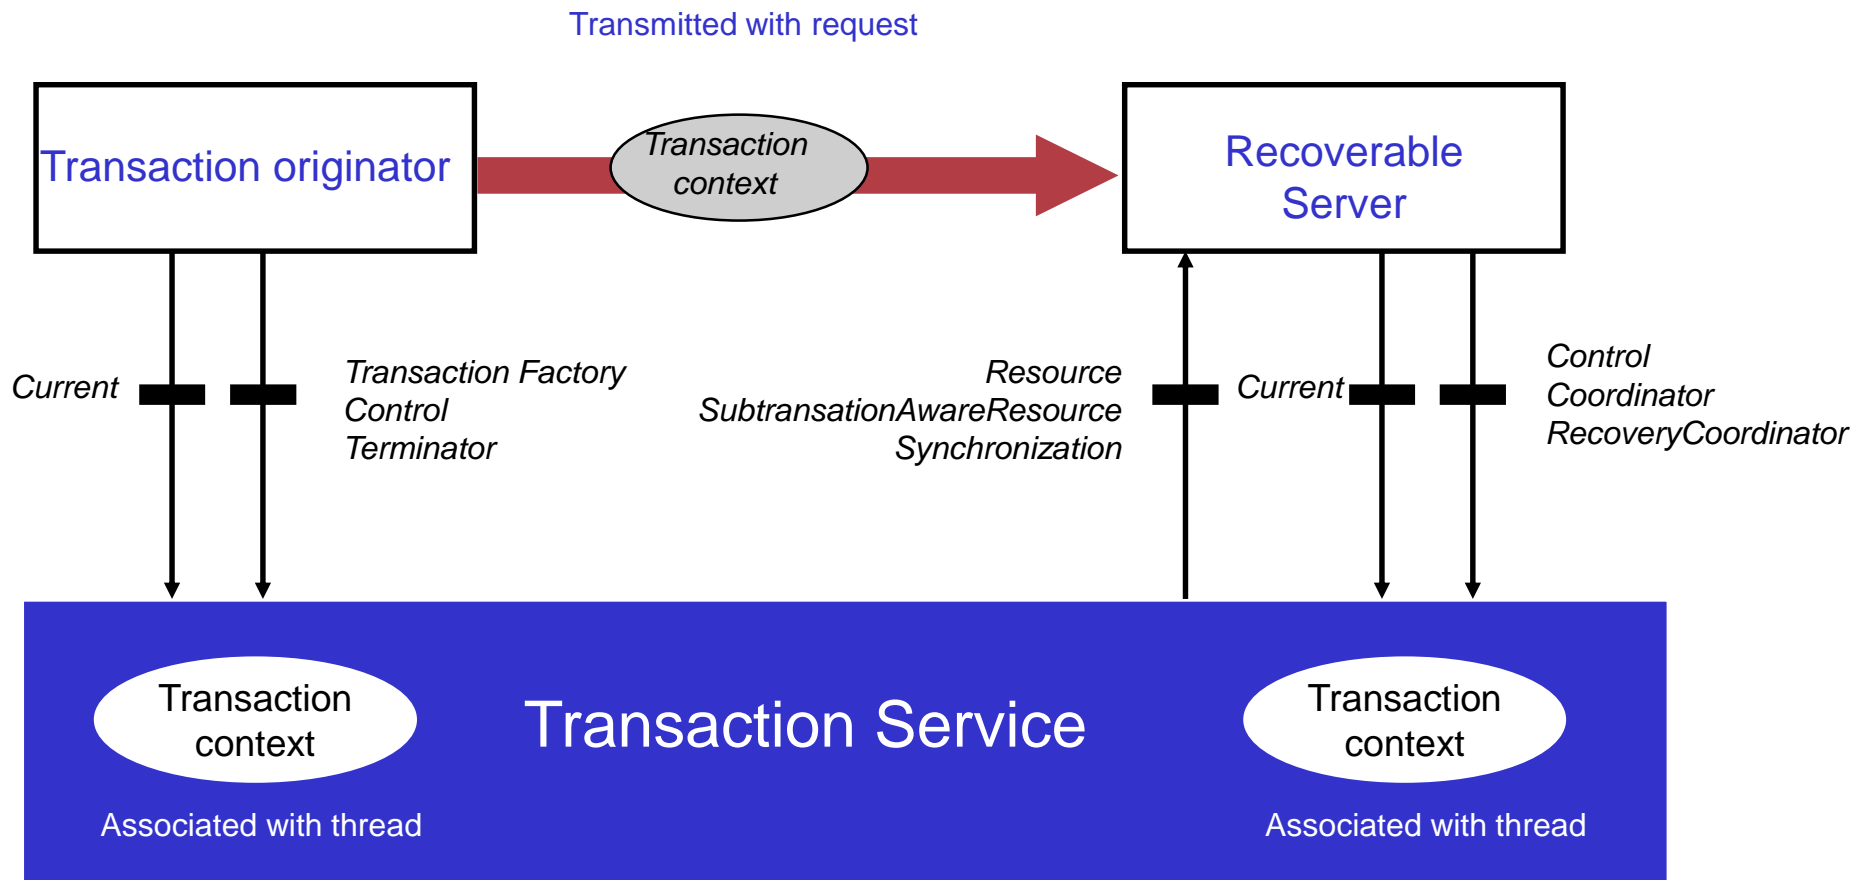 Transmitted with request
Transaction originator
Transaction
context
Recoverable
Server
Current
Transaction Factory
Control
Terminator
Resource
SubtransationAwareResource
Synchronization
Current
Control
Coordinator
RecoveryCoordinator
Transaction
context
Associated with thread
Transaction Service
Transaction
context
Associated with thread